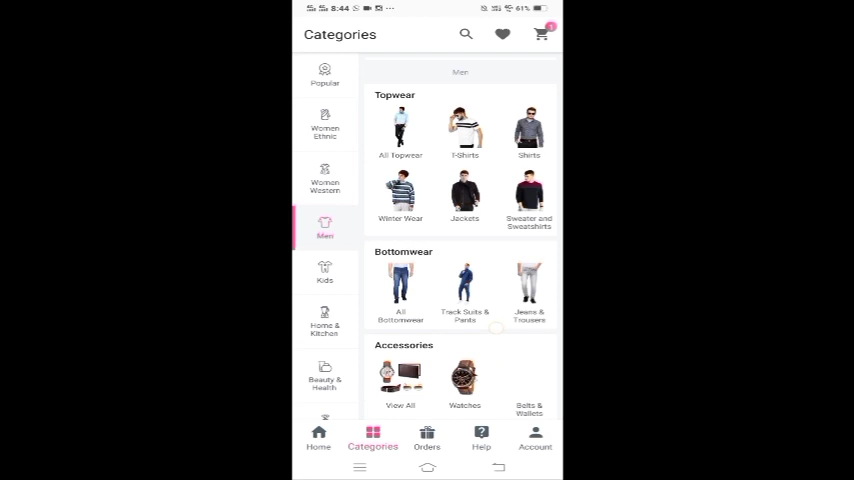 8:44
61%
Categories
1
Popular
Women
Ethnic
Women
Western
Men
Kids
Home &
Kitchen
Beauty &
Health
Men
Topwear
All Topwear
T-Shirts
Shirts
Winter Wear
Jackets
Sweater and
Sweatshirts
Bottomwear
All
Bottomwear
Track Suits &
Pants
Jeans &
Trousers
Accessories
View All
Watches
Belts &
Wallets
Home
Categories
Orders
Help
Account